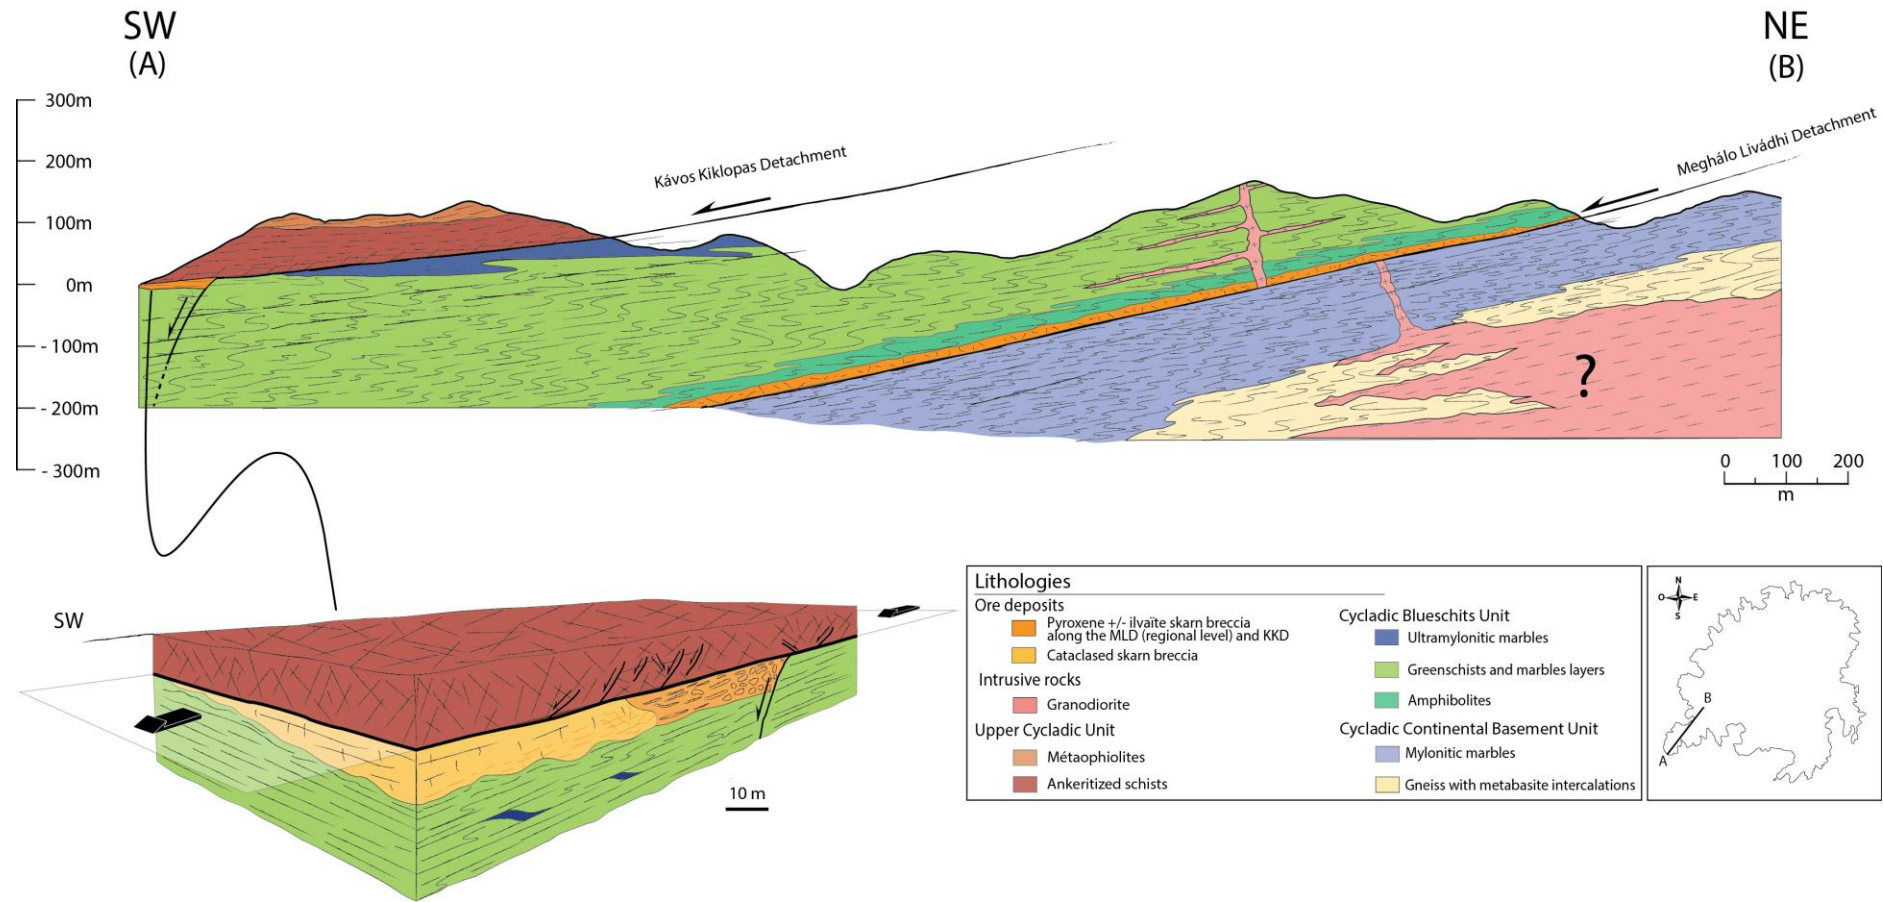 SW
(A)
NE
(B)
300m
200m
100m
0m
- 100m
- 200m
- 300m
Kávos Kiklopas Detachment
Meghálo Livádhi Detachment
?
0 100 200
m
SW
10 m
Lithologies
Ore deposits
Pyroxene +/- ilvaïte skarn breccia
along the MLD (regional level) and KKD
Cataclased skarn breccia
Intrusive rocks
Granodiorite
Upper Cycladic Unit
Métaophiolites
Ankeritized schists
Cycladic Blueschits Unit
Ultramylonitic marbles
Greenschists and marbles layers
Amphibolites
Cycladic Continental Basement Unit
Mylonitic marbles
Gneiss with metabasite intercalations
N
O E
S
B
A